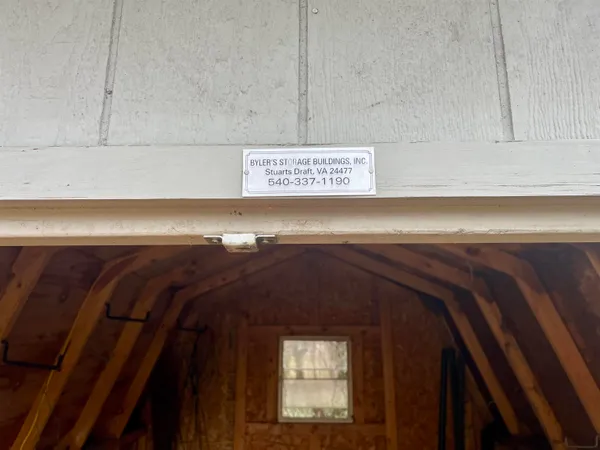 BYLER'S STORAGE BUILDINGS, INC.
Stuarts Draft, VA 24477
540-337-1190